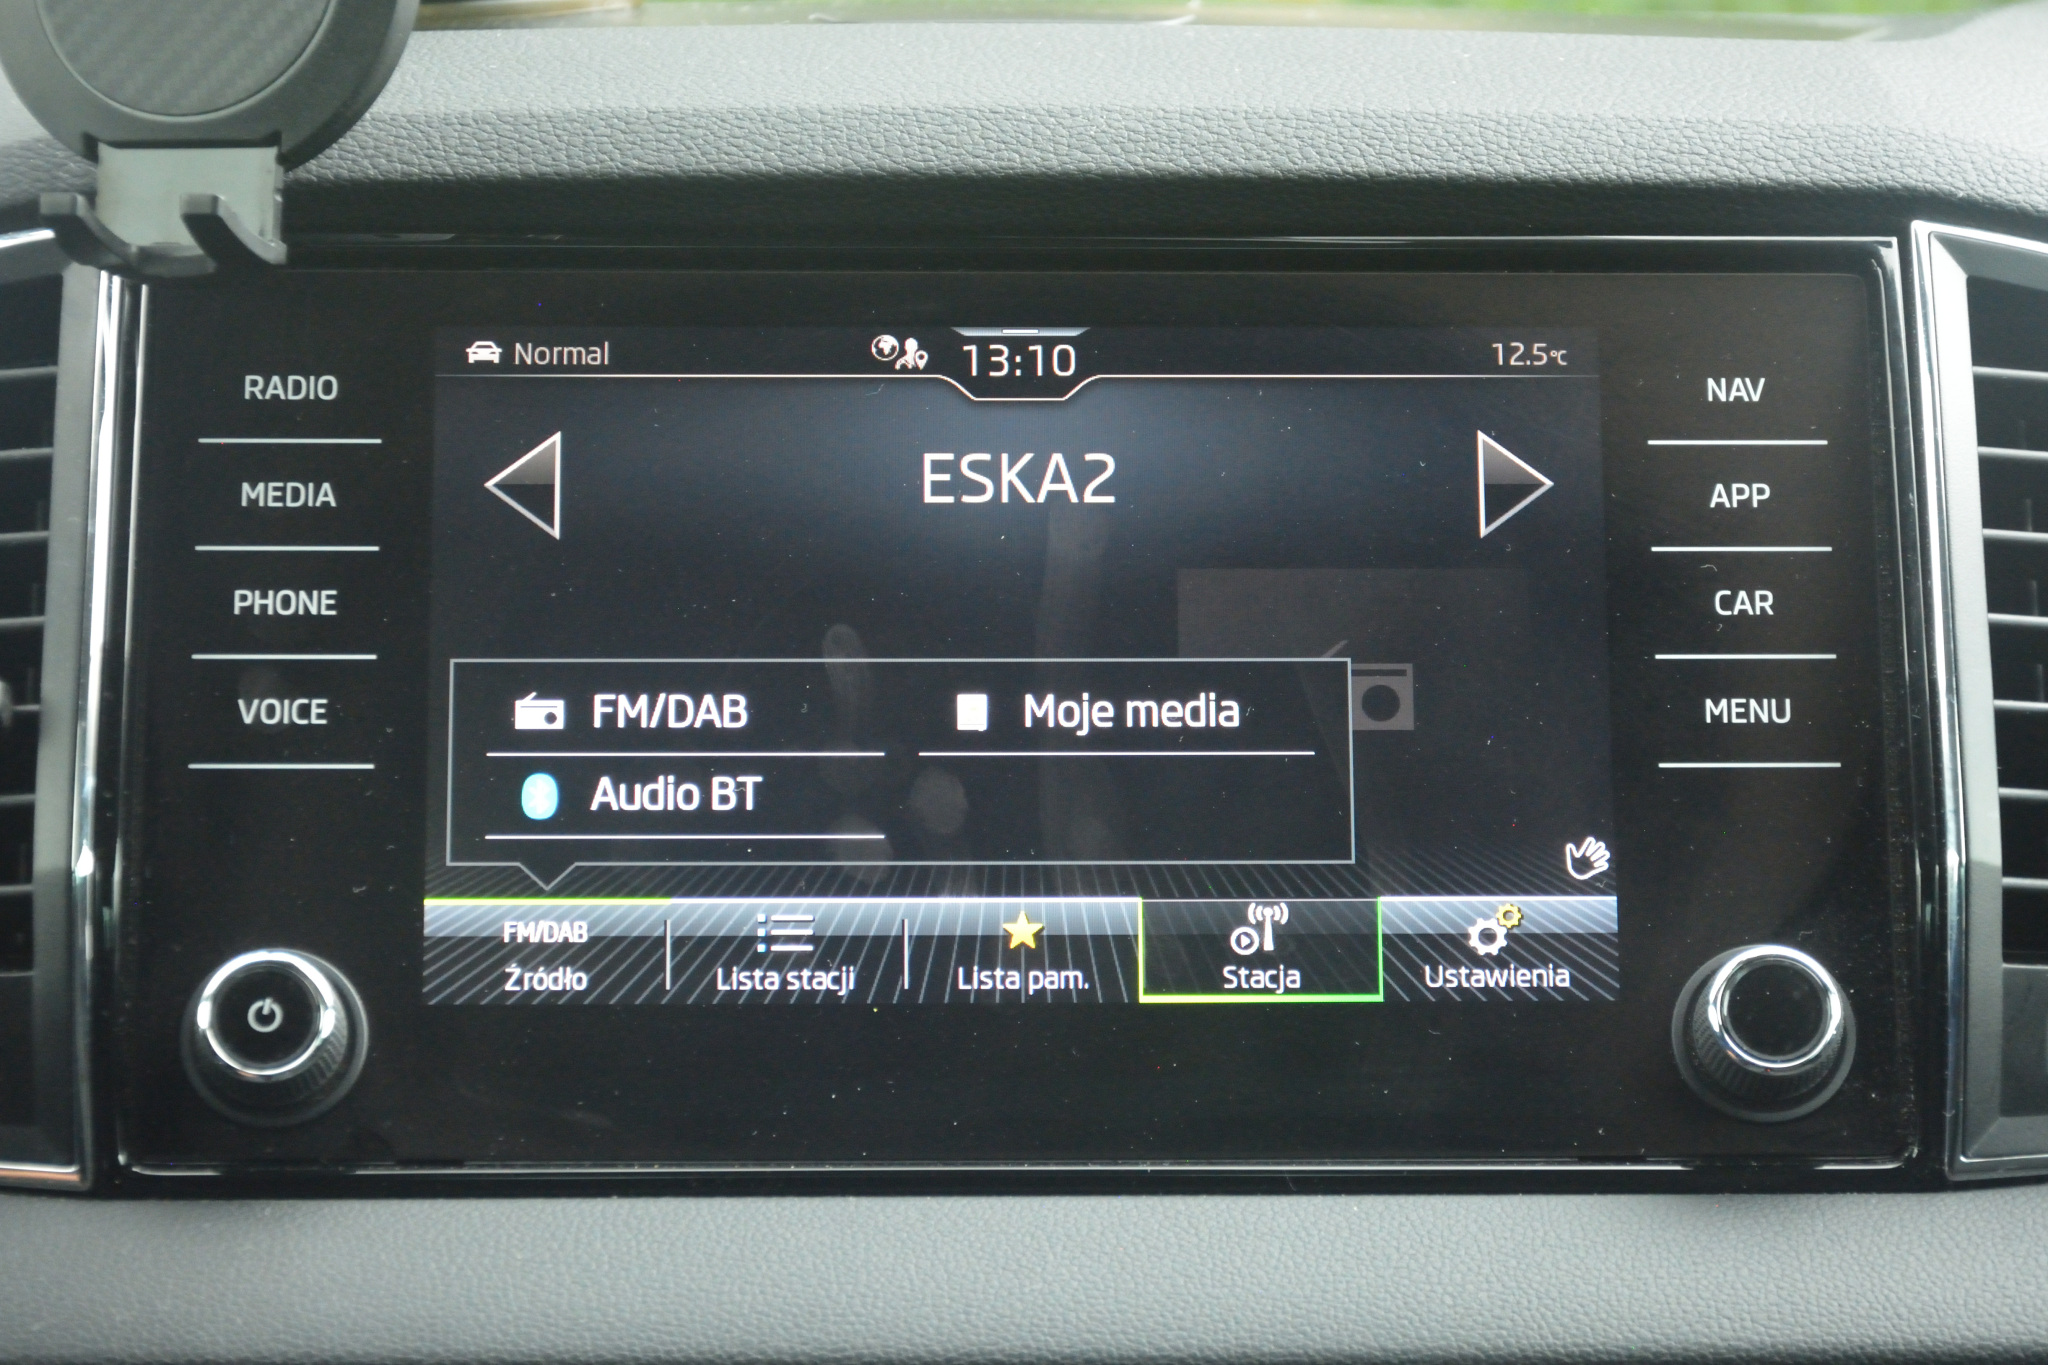 Normal
13:10
12.5°C
RADIO
MEDIA
PHONE
VOICE
ESKA2
NAV
APP
CAR
MENU
FM/DAB
Moje media
Audio BT
FM/DAB
Źródło
Lista stacji
Lista pam.
Stacja
Ustawienia